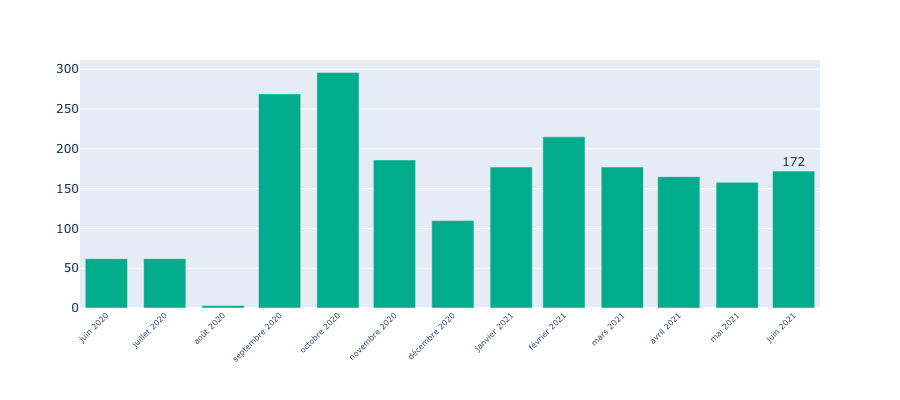 300
250
200
150
100
50
0
172
juin 2020
juillet 2020
août 2020
septembre 2020
octobre 2020
novembre 2020
décembre 2020
janvier 2021
février 2021
mars 2021
avril 2021
mai 2021
juin 2021